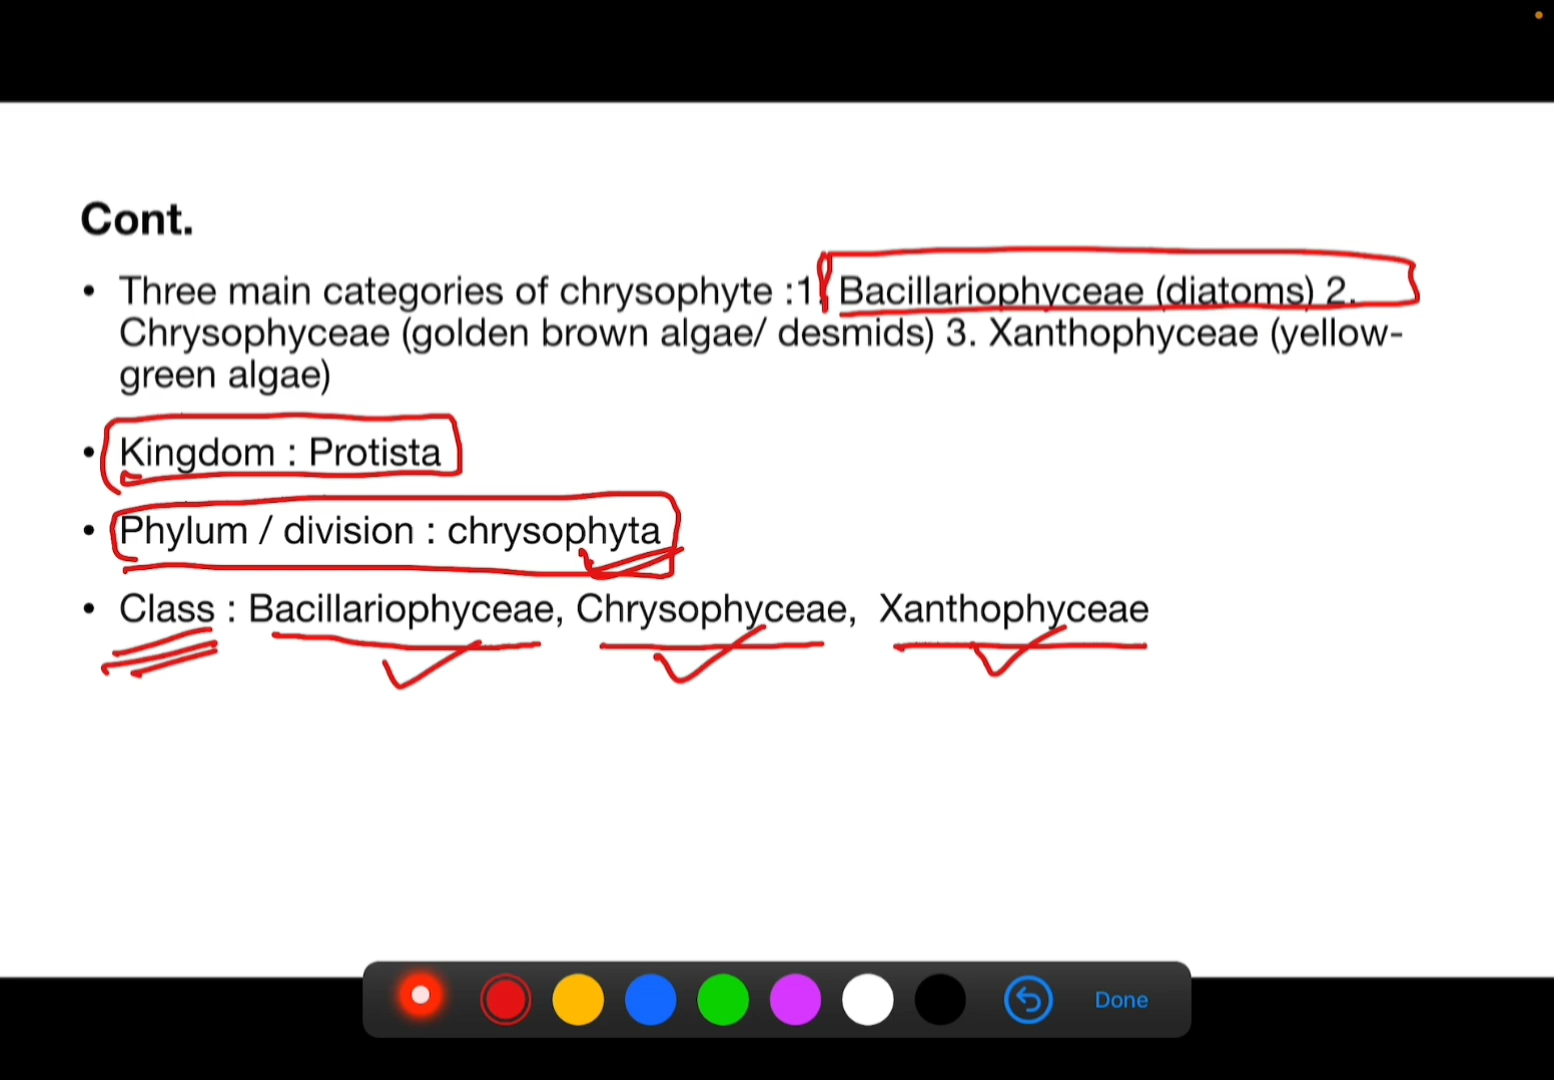 Cont.
• Three main categories of chrysophyte :1. Bacillariophyceae (diatoms) 2.
Chrysophyceae (golden brown algae/ desmids) 3. Xanthophyceae (yellow-
green algae)
• Kingdom : Protista
• Phylum / division : chrysophyta
• Class : Bacillariophyceae, Chrysophyceae, Xanthophyceae
Done